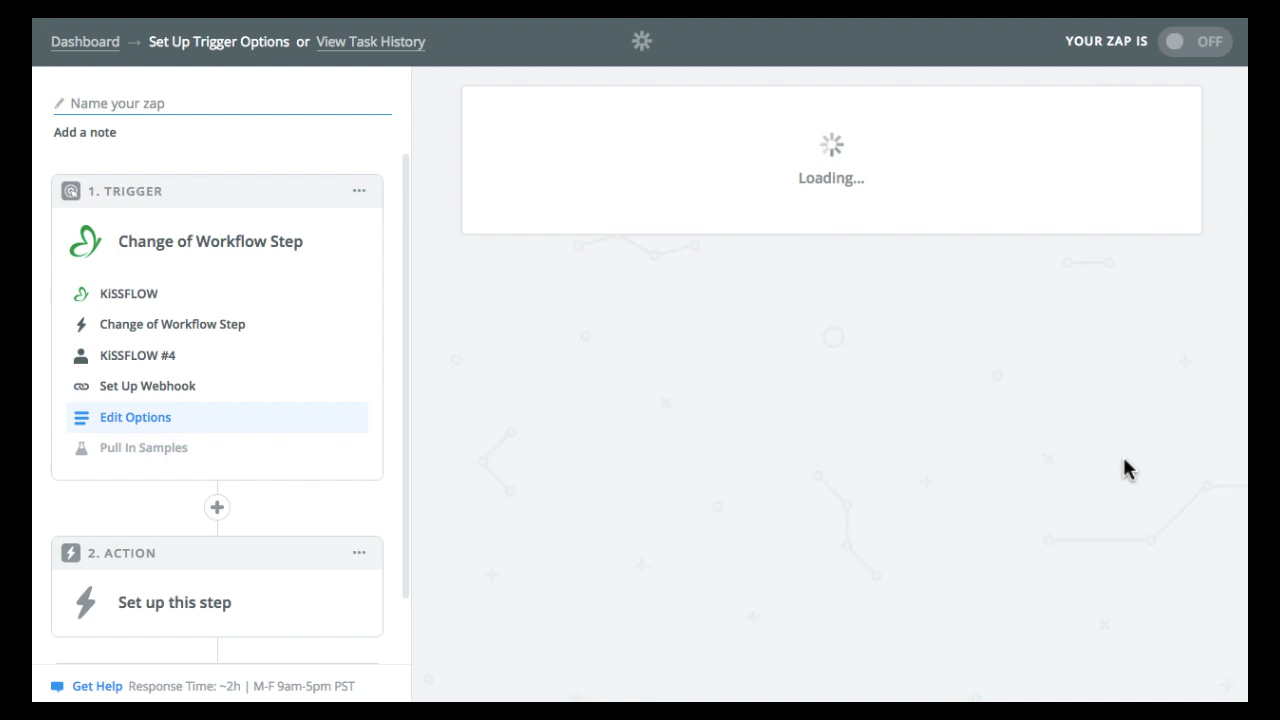 Dashboard → Set Up Trigger Options or View Task History
YOUR ZAP IS OFF
Name your zap
Add a note
1. TRIGGER
Change of Workflow Step
KiSSFLOW
Change of Workflow Step
KiSSFLOW #4
Set Up Webhook
Edit Options
Pull In Samples
2. ACTION
Set up this step
Get Help Response Time: ~2h | M-F 9am-5pm PST
Loading...